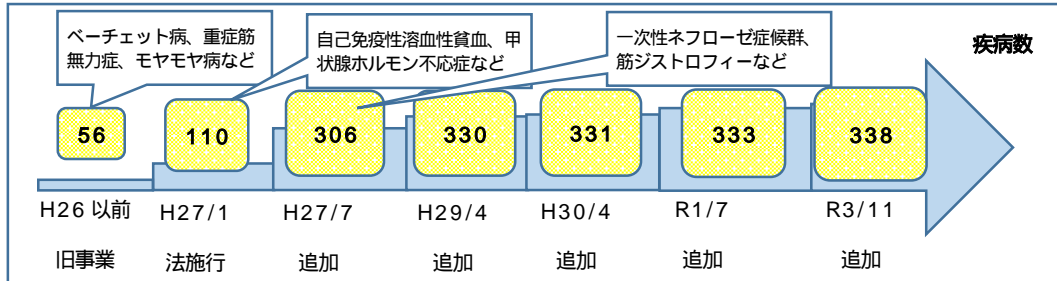 ベーチェット病、重症筋
無力症、モヤモヤ病など
自己免疫性溶血性貧血、甲
状腺ホルモン不応症など
一次性ネフローゼ症候群、
筋ジストロフィーなど
疾病数
56
110
306
330
331
333
338
H26 以前
H27/1
H27/7
H29/4
H30/4
R1/7
R3/11
旧事業
法施行
追加
追加
追加
追加
追加